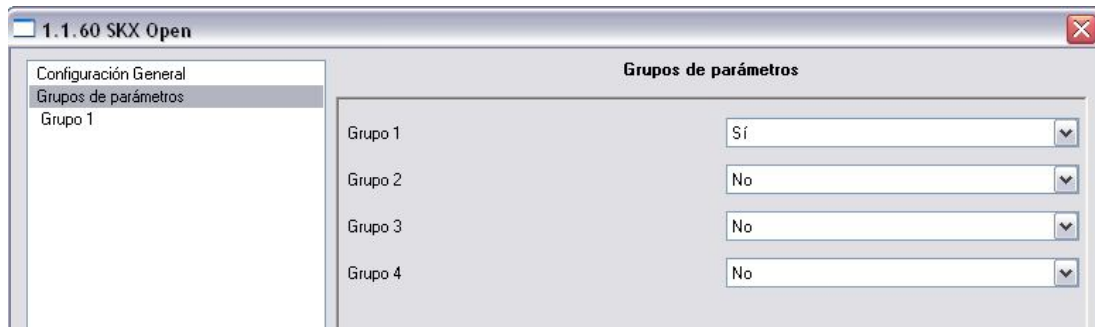 1.1.60 SKX Open
Configuración General
Grupos de parámetros
Grupo 1
Grupos de parámetros
Grupo 1 Sí
Grupo 2 No
Grupo 3 No
Grupo 4 No